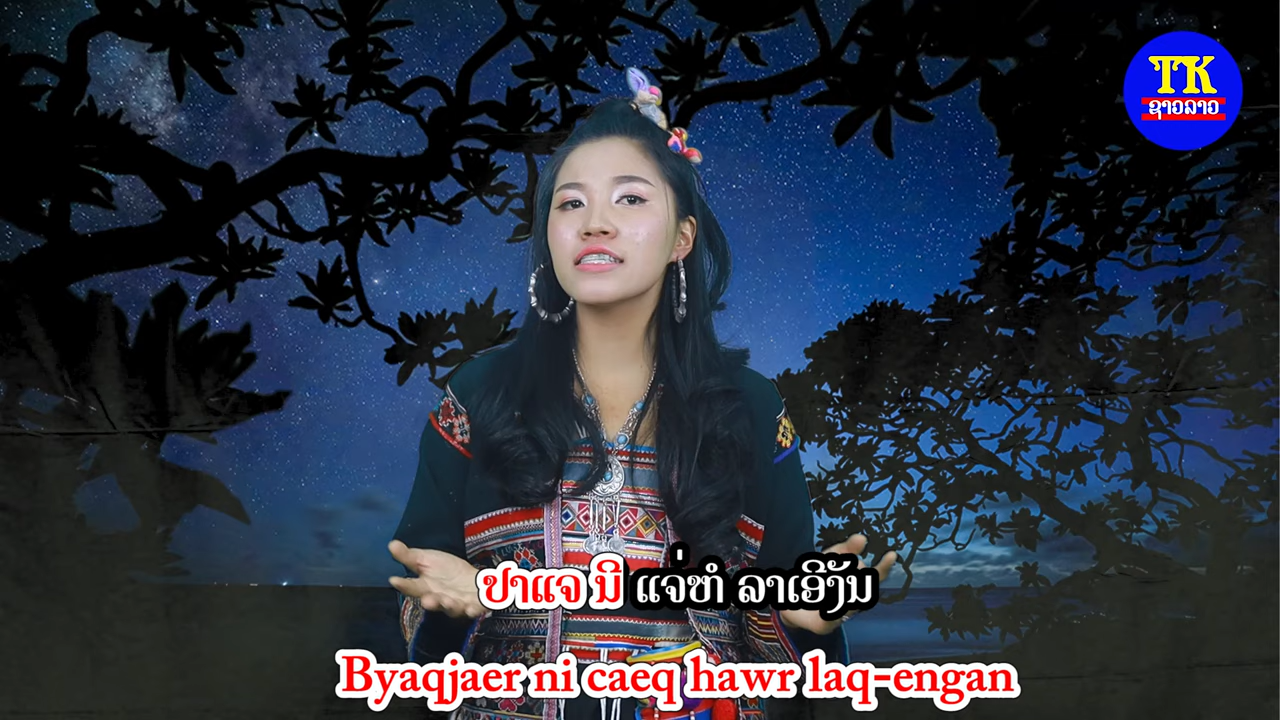 TK
ຊາວລາວ
ຢາແຈ ນີ ແຈ່ຫໍ ລາເອີງັ້ນ
Byaqjaer ni caeq hawr laq-engan